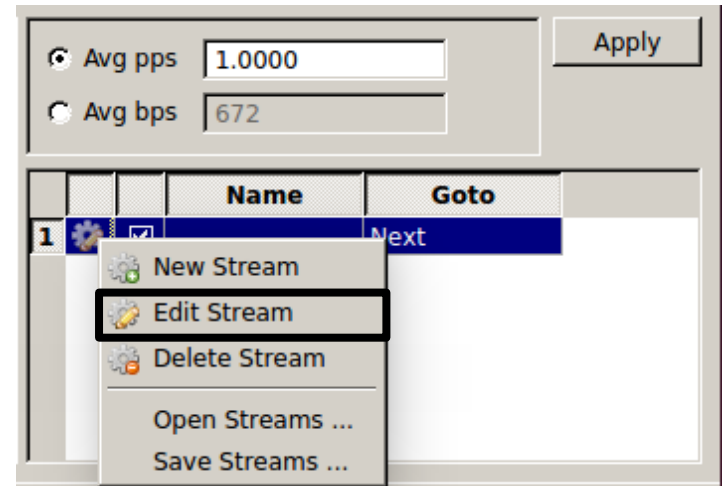 Avg pps 1.0000 Apply
Avg bps 672
Name Goto
1 Next
New Stream
Edit Stream
Delete Stream
Open Streams ...
Save Streams ...